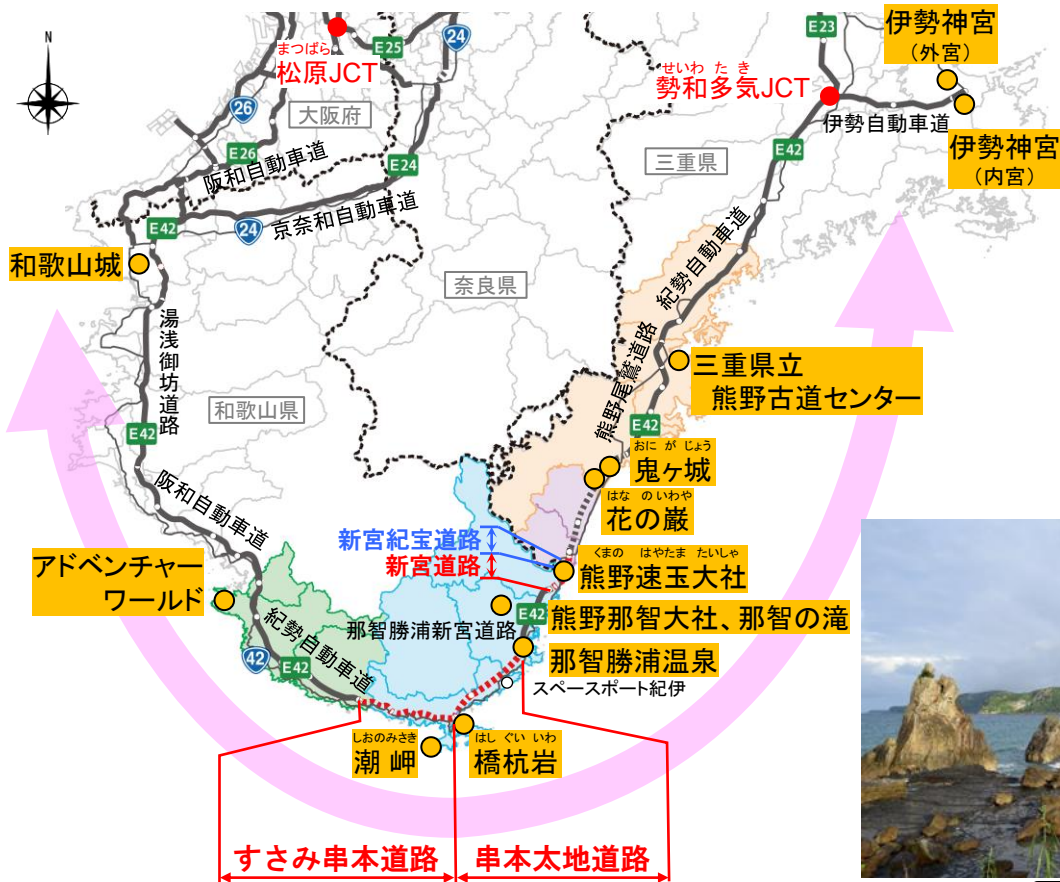 N
まつばら
松原JCT
E25
24
26
大阪府
E26
阪和自動車道
E24
京奈和自動車道
24
E42
和歌山城
湯浅御坊道路
和歌山県
E42
阪和自動車道
アドベンチャー
ワールド
42
E42
紀勢自動車道
奈良県
E23
せいわ たき
勢和多気JCT
伊勢神宮
（外宮）
伊勢自動車道
伊勢神宮
（内宮）
E42
三重県
紀勢自動車道
熊野尾鷲道路
三重県立
熊野古道センター
E42
おに が じょう
鬼ヶ城
はな のいわや
花の巌
新宮紀宝道路
新宮道路
くまの はやたま たいしゃ
熊野速玉大社
E42
熊野那智大社、那智の滝
那智勝浦新宮道路
那智勝浦温泉
スペースポート紀伊
しおのみさき
潮岬
はし ぐい いわ
橋杭岩
すさみ串本道路
串本太地道路